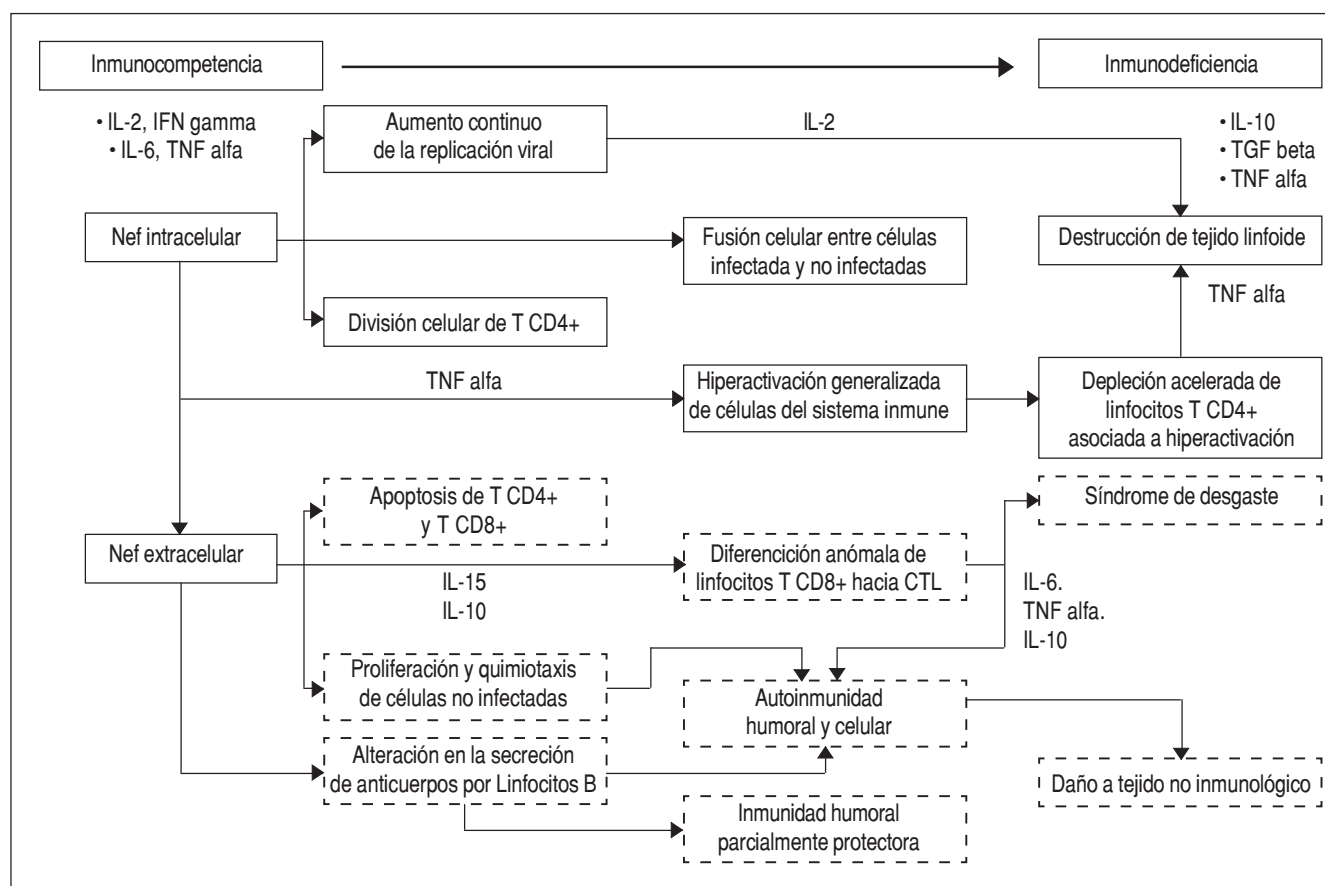 Inmunocompetencia
Inmunodeficiencia
• IL-2, IFN gamma
• IL-6, TNF alfa
Aumento continuo
de la replicación viral
IL-2
• IL-10
• TGF beta
• TNF alfa
Nef intracelular
Fusión celular entre células
infectada y no infectadas
Destrucción de tejido linfoide
TNF alfa
División celular de T CD4+
TNF alfa
Hiperactivación generalizada
de células del sistema inmune
Depleción acelerada de
linfocitos T CD4+
asociada a hiperactivación
Apoptosis de T CD4+
y T CD8+
Síndrome de desgaste
Nef extracelular
IL-15
IL-10
Diferención anómala de
linfocitos T CD8+ hacia CTL
IL-6.
TNF alfa.
IL-10
Proliferación y quimiotaxis
de células no infectadas
Autoinmunidad
humoral y celular
Alteración en la secreción
de anticuerpos por Linfocitos B
Daño a tejido no inmunológico
Inmunidad humoral
parcialmente protectora